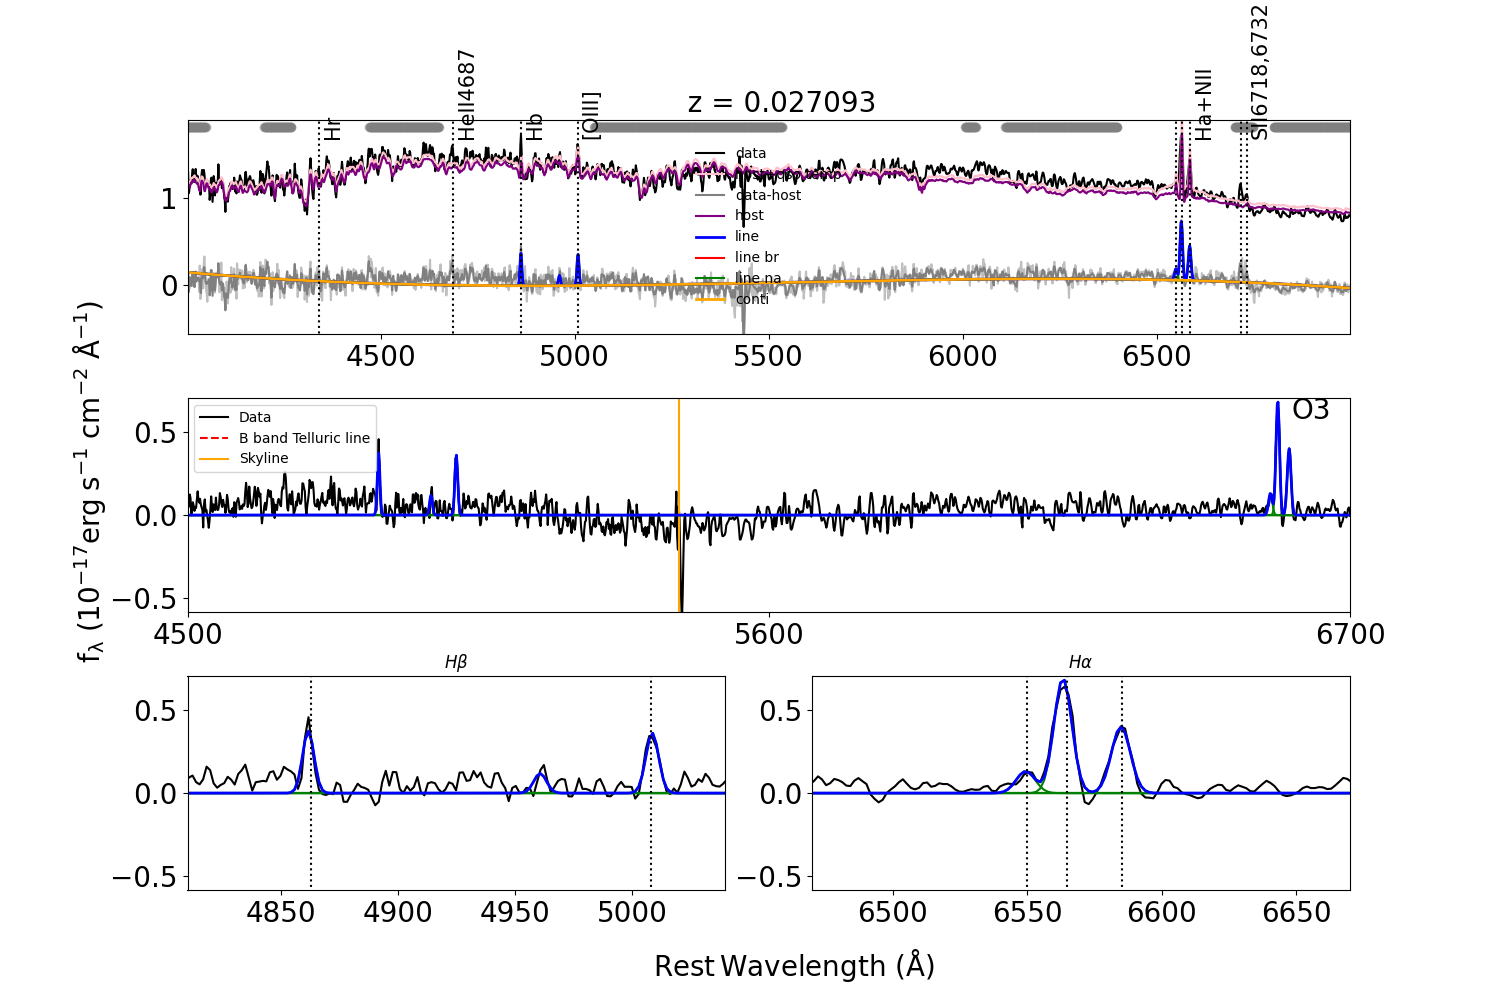 z = 0.027093
Hr
HeII4687
Hb
[OIII]
Ha+NII
SII6718,6732
data
data-host
host
line
line br
line na
conti
1
0
4500 5000 5500 6000 6500
f_λ (10⁻¹⁷erg s⁻¹ cm⁻² Å⁻¹)
Data
B band Telluric line
Skyline
O3
0.5
0.0
−0.5
4500 5600 6700
Hβ
0.5
0.0
−0.5
4850 4900 4950 5000
Hα
0.5
0.0
−0.5
6500 6550 6600 6650
Rest Wavelength (Å)